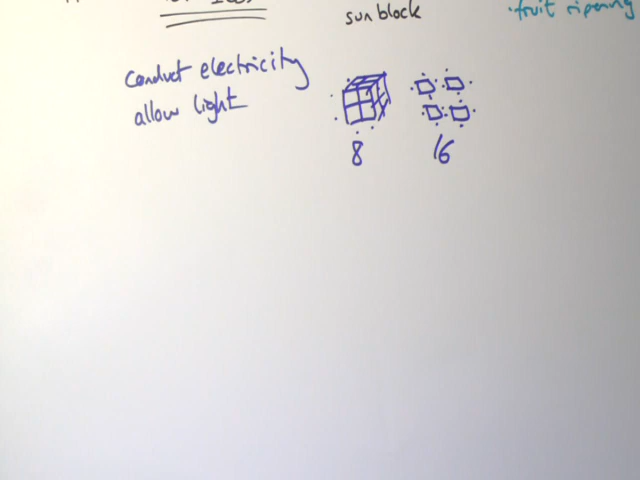 sun block
·fruit ripening
conduct electricity
allow light
8
16